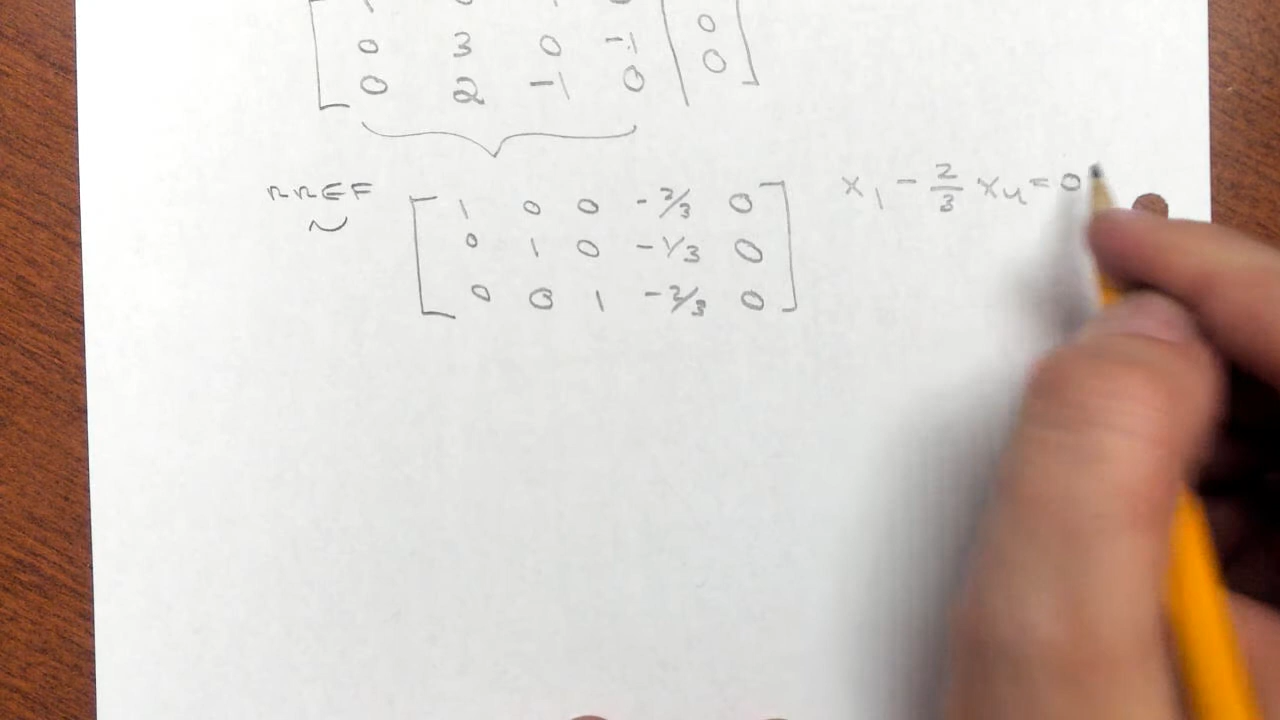 0 3 0 -1 0
0 2 -1 0 0
RREF 1 0 0 -2/3 0 x₁ - 2/3 x₄ = 0
~ 0 1 0 -1/3 0
0 0 1 -2/3 0